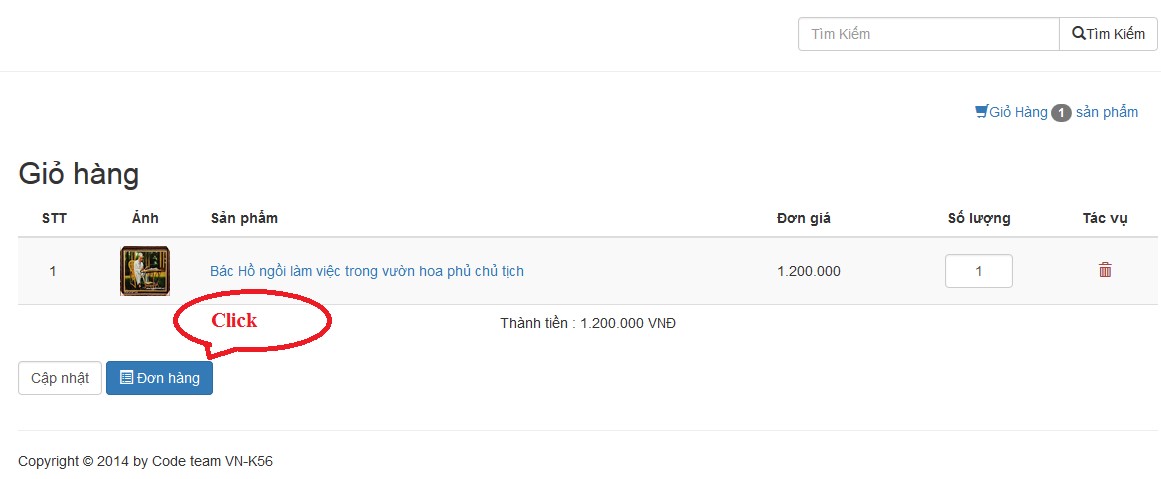 Tìm Kiếm Tìm Kiếm
Giỏ Hàng 1 sản phẩm
Giỏ hàng
STT Ảnh Sản phẩm Đơn giá Số lượng Tác vụ
1 Bác Hồ ngồi làm việc trong vườn hoa phủ chủ tịch 1.200.000 1
Click
Thành tiền : 1.200.000 VNĐ
Cập nhật Đơn hàng
Copyright © 2014 by Code team VN-K56